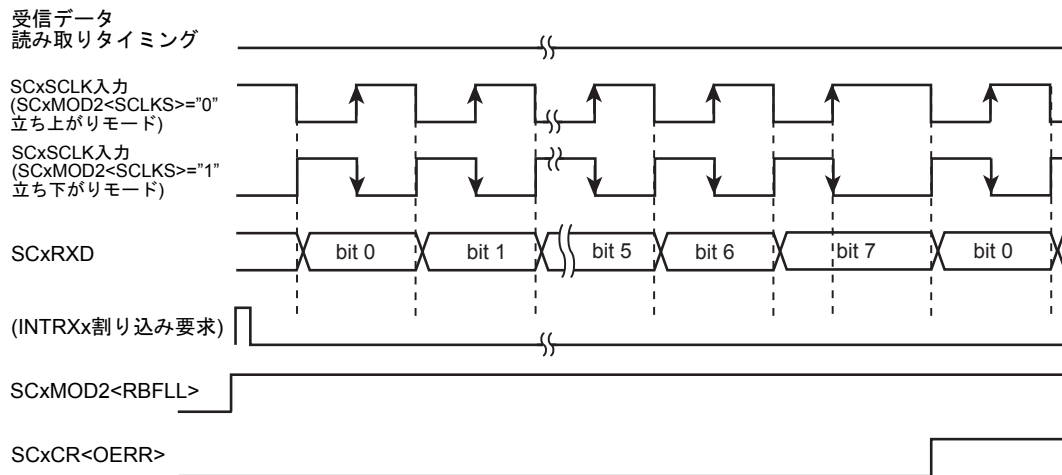 受信データ
読み取りタイミング
SCxSCLK入力
(SCxMOD2<SCLKS>="0"
立ち上がりモード)
SCxSCLK入力
(SCxMOD2<SCLKS>="1"
立ち下がりモード)
SCxRXD
bit 0
bit 1
bit 5
bit 6
bit 7
bit 0
(INTRXx割り込み要求)
SCxMOD2<RBFLL>
SCxCR<OERR>